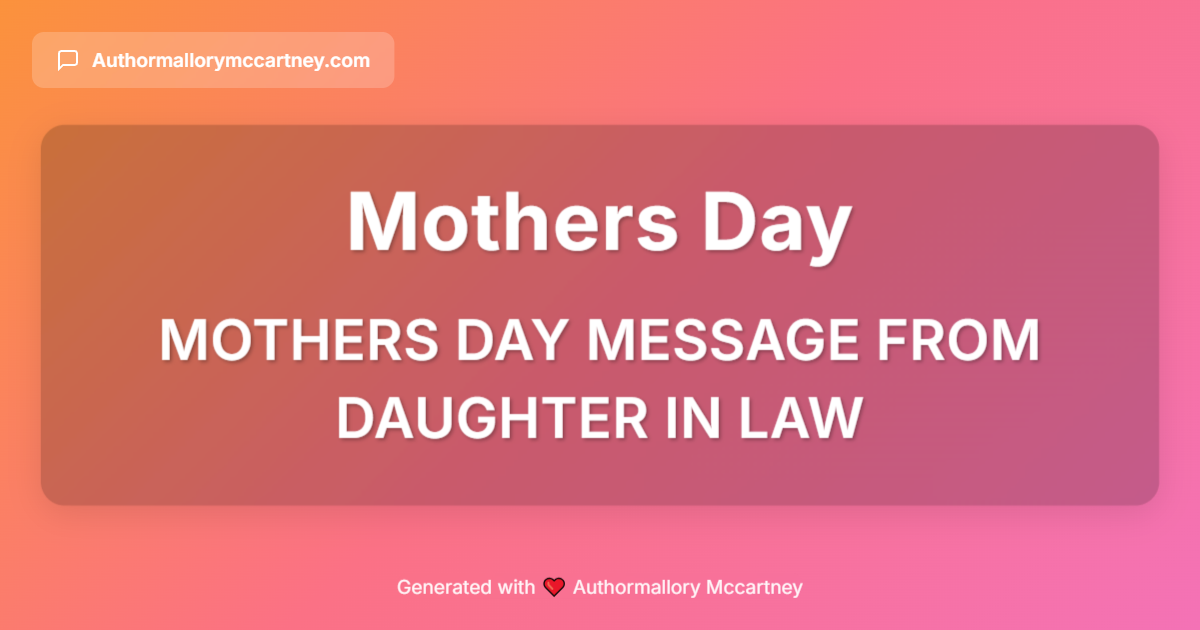 Authormallorymccartney.com
Mothers Day
MOTHERS DAY MESSAGE FROM
DAUGHTER IN LAW
Generated with ❤️ Authormallory Mccartney